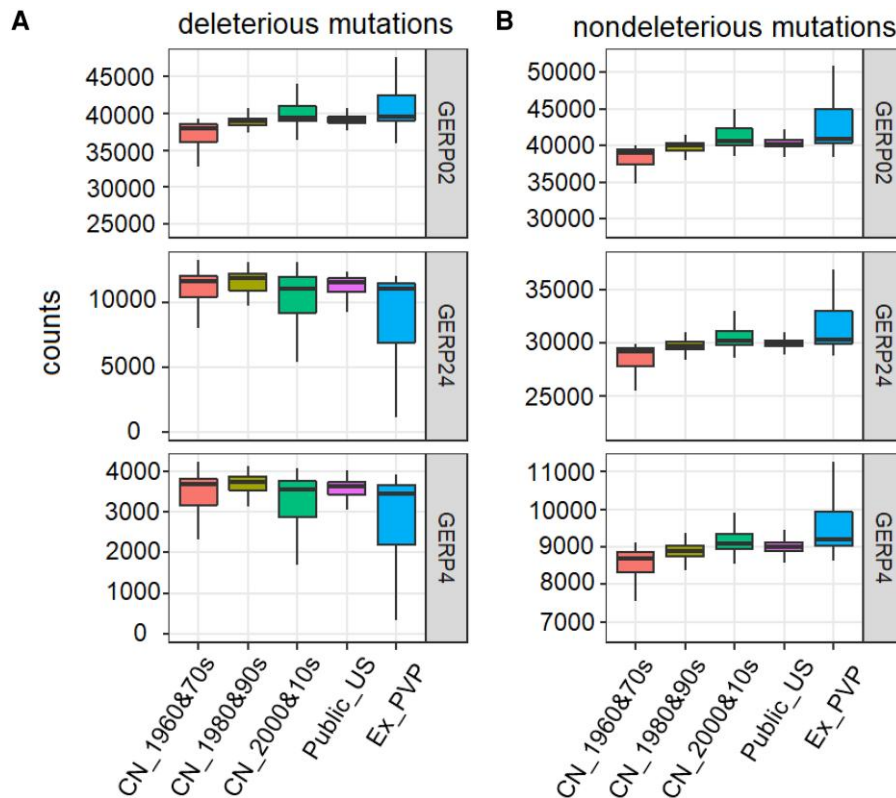 A
deleterious mutations
45000
40000
35000
30000
25000
GERP02
10000
5000
0
GERP24
4000
3000
2000
1000
0
GERP4
counts
CN_1960&70s
CN_1980&90s
CN_2000&10s
Public_US
Ex_PVP
B
nondeleterious mutations
50000
45000
40000
35000
30000
GERP02
35000
30000
25000
GERP24
11000
10000
9000
8000
7000
GERP4
CN_1960&70s
CN_1980&90s
CN_2000&10s
Public_US
Ex_PVP